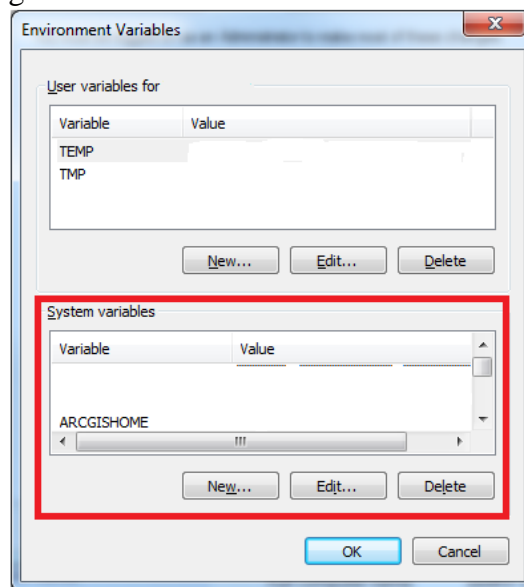 Environment Variables
User variables for
Variable Value
TEMP
TMP
New... Edit... Delete
System variables
Variable Value
ARCGISHOME
New... Edit... Delete
OK Cancel